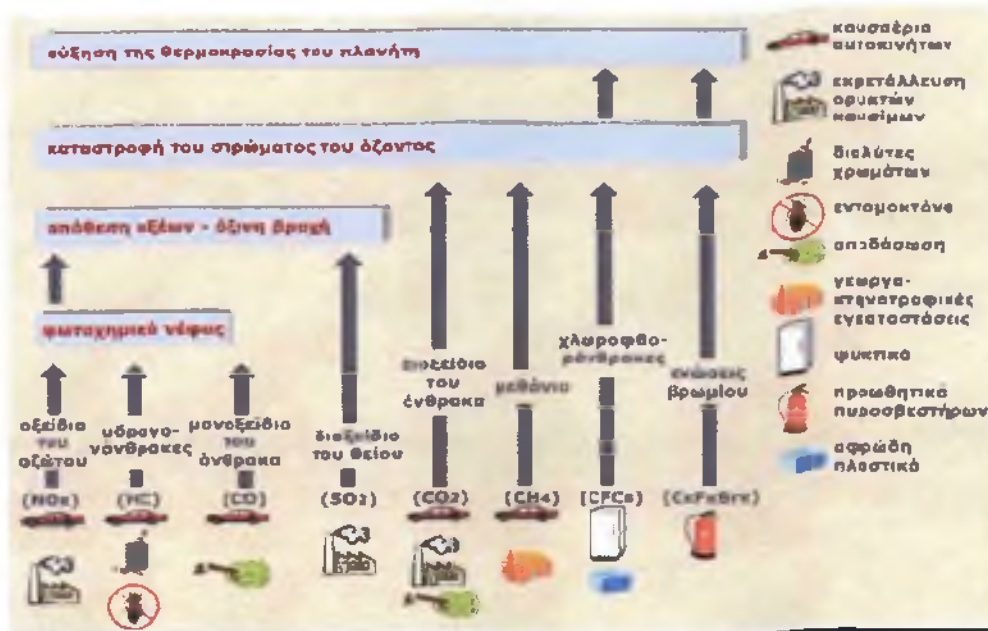 αύξηση της θερμοκρασίας του πλανήτη
καταστροφή του στρώματος του όζοντος
απόθεση οξέων - όξινη βροχή
φωτοχημικό νέφος
οξείδια
του
αζώτου
(NOx)
υδρογο-
νάνθρακες
(HC)
μονοξείδιο
του
άνθρακα
(CO)
διοξείδιο
του θείου
(SO2)
διοξείδιο
του
άνθρακα
(CO2)
μεθάνιο
(CH4)
χλωροφθο-
ράνθρακες
(CFCs)
ενώσεις
βρωμίου
(CxFxBrx)
καυσαέρια
αυτοκινήτων
εκμετάλλευση
ορυκτών
καυσίμων
διαλύτες
χρωμάτων
εντομοκτόνα
αποδάσωση
γεωργο-
κτηνοτροφικές
εγκαταστάσεις
ψυκτικά
προωθητικά
πυροσβεστήρων
αφρώδη
πλαστικά